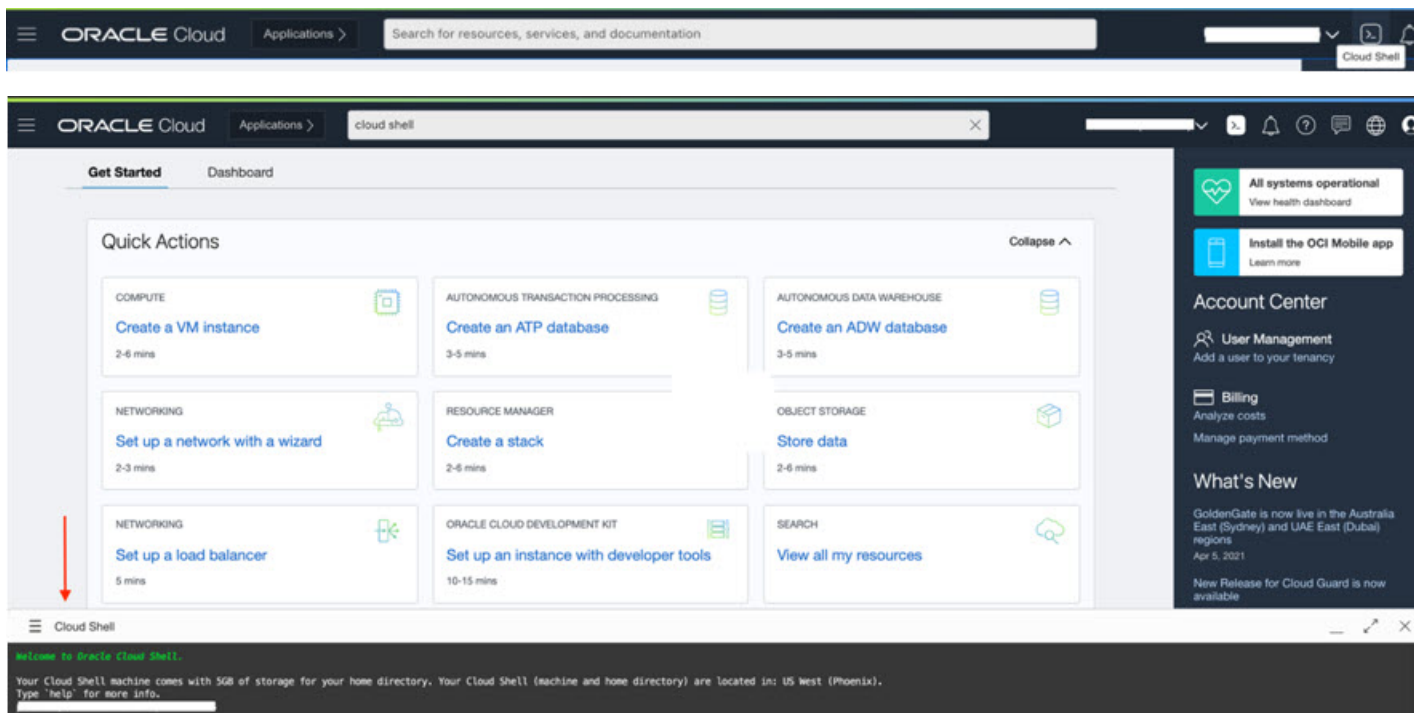 ORACLE Cloud Applications > Search for resources, services, and documentation
Cloud Shell
ORACLE Cloud Applications > cloud shell
Get Started Dashboard
Quick Actions Collapse
COMPUTE
Create a VM instance
2-6 mins
AUTONOMOUS TRANSACTION PROCESSING
Create an ATP database
3-5 mins
AUTONOMOUS DATA WAREHOUSE
Create an ADW database
3-5 mins
NETWORKING
Set up a network with a wizard
2-3 mins
RESOURCE MANAGER
Create a stack
2-6 mins
OBJECT STORAGE
Store data
2-6 mins
NETWORKING
Set up a load balancer
5 mins
ORACLE CLOUD DEVELOPMENT KIT
Set up an instance with developer tools
10-15 mins
SEARCH
View all my resources
All systems operational
View health dashboard
Install the OCI Mobile app
Learn more
Account Center
User Management
Add a user to your tenancy
Billing
Analyze costs
Manage payment method
What's New
GoldenGate is now live in the Australia
East (Sydney) and UAE East (Dubai)
regions
Apr 5, 2021
New Release for Cloud Guard is now
available
Cloud Shell
Welcome to Oracle Cloud Shell.
Your Cloud Shell machine comes with 5GB of storage for your home directory. Your Cloud Shell (machine and home directory) are located in: US West (Phoenix).
Type `help` for more info.